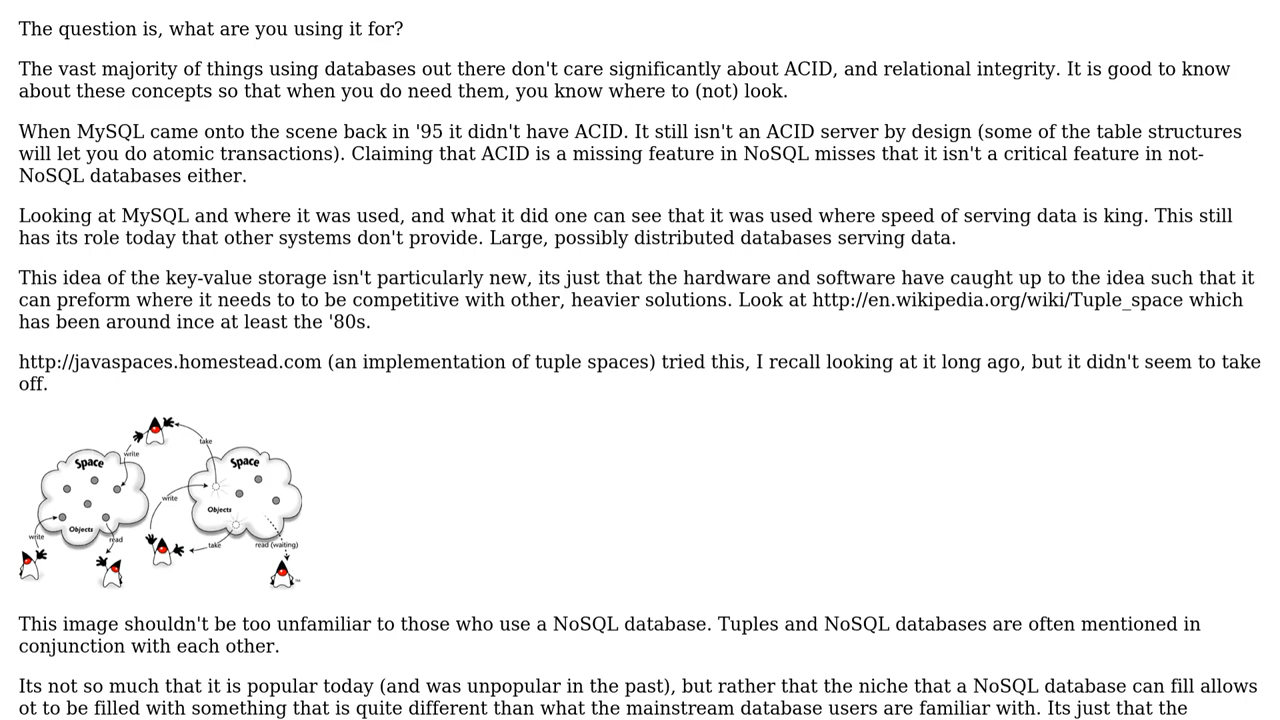 The question is, what are you using it for?
The vast majority of things using databases out there don't care significantly about ACID, and relational integrity. It is good to know
about these concepts so that when you do need them, you know where to (not) look.
When MySQL came onto the scene back in '95 it didn't have ACID. It still isn't an ACID server by design (some of the table structures
will let you do atomic transactions). Claiming that ACID is a missing feature in NoSQL misses that it isn't a critical feature in not-
NoSQL databases either.
Looking at MySQL and where it was used, and what it did one can see that it was used where speed of serving data is king. This still
has its role today that other systems don't provide. Large, possibly distributed databases serving data.
This idea of the key-value storage isn't particularly new, its just that the hardware and software have caught up to the idea such that it
can preform where it needs to to be competitive with other, heavier solutions. Look at http://en.wikipedia.org/wiki/Tuple_space which
has been around ince at least the '80s.
http://javaspaces.homestead.com (an implementation of tuple spaces) tried this, I recall looking at it long ago, but it didn't seem to take
off.
take
write
Space
Space
write
Objects
Objects
write
read
take
read (waiting)
This image shouldn't be too unfamiliar to those who use a NoSQL database. Tuples and NoSQL databases are often mentioned in
conjunction with each other.
Its not so much that it is popular today (and was unpopular in the past), but rather that the niche that a NoSQL database can fill allows
ot to be filled with something that is quite different than what the mainstream database users are familiar with. Its just that the